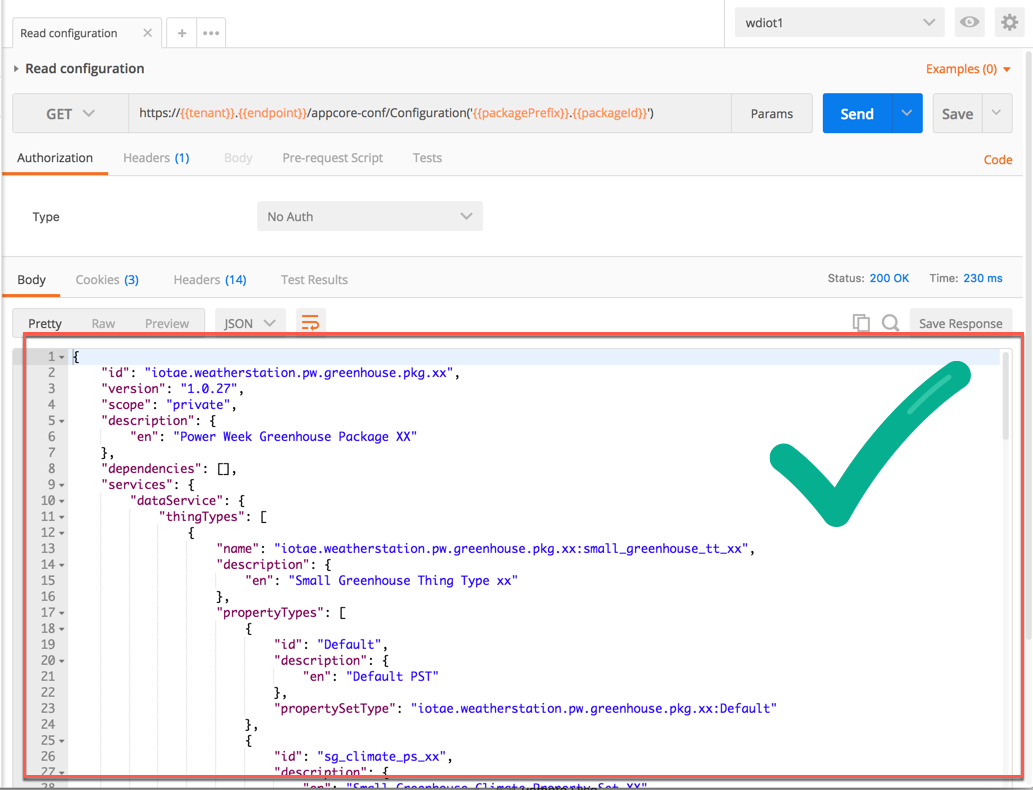 Read configuration
wdiot1
Read configuration
Examples (0)
GET
https://{{tenant}}.{{endpoint}}/appcore-conf/Configuration('{{packagePrefix}}.{{packageId}}')
Params
Send
Save
Authorization
Headers (1)
Body
Pre-request Script
Tests
Code
Type
No Auth
Body
Cookies (3)
Headers (14)
Test Results
Status: 200 OK
Time: 230 ms
Pretty
Raw
Preview
JSON
Save Response
1 {
2 "id": "iotae.weatherstation.pw.greenhouse.pkg.xx",
3 "version": "1.0.27",
4 "scope": "private",
5 "description": {
6 "en": "Power Week Greenhouse Package XX"
7 },
8 "dependencies": [],
9 "services": {
10 "dataService": {
11 "thingTypes": [
12 {
13 "name": "iotae.weatherstation.pw.greenhouse.pkg.xx:small_greenhouse_tt_xx",
14 "description": {
15 "en": "Small Greenhouse Thing Type xx"
16 },
17 "propertyTypes": [
18 {
19 "id": "Default",
20 "description": {
21 "en": "Default PST"
22 },
23 "propertySetType": "iotae.weatherstation.pw.greenhouse.pkg.xx:Default"
24 },
25 {
26 "id": "sg_climate_ps_xx",
27 "description": {
28 "en": "Small Greenhouse Climate Property Set XX"